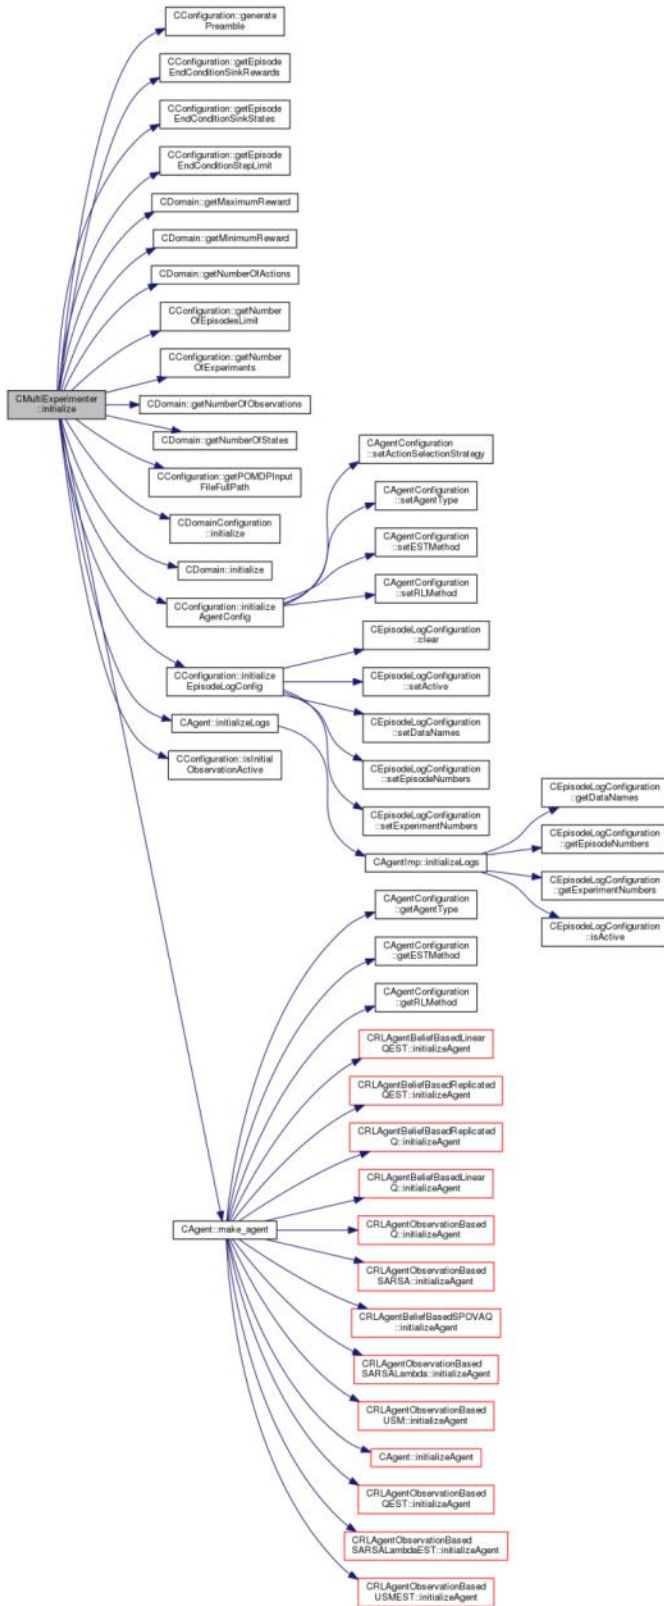 CConfiguration::generate
Preamble
CConfiguration::getEpisode
EndConditionSinkRewards
CConfiguration::getEpisode
EndConditionSinkStates
CConfiguration::getEpisode
EndConditionStepLimit
CDomain::getMaximumReward
CDomain::getMinimumReward
CDomain::getNumberOfActions
CConfiguration::getNumber
OfEpisodesLimit
CConfiguration::getNumber
OfExperiments
CMultiExperimenter
::initialize
CDomain::getNumberOfObservations
CDomain::getNumberOfStates
CConfiguration::getPOMDPInput
FileFullPath
CDomainConfiguration
::initialize
CDomain::initialize
CConfiguration::initialize
AgentConfig
CConfiguration::initialize
EpisodeLogConfig
CAgent::initializeLogs
CConfiguration::isInitial
ObservationActive
CAgent::make_agent
CAgentConfiguration
::setActionSelectionStrategy
CAgentConfiguration
::setAgentType
CAgentConfiguration
::setESTMethod
CAgentConfiguration
::setRLMethod
CEpisodeLogConfiguration
::clear
CEpisodeLogConfiguration
::setActive
CEpisodeLogConfiguration
::setDataNames
CEpisodeLogConfiguration
::setEpisodeNumbers
CEpisodeLogConfiguration
::setExperimentNumbers
CAgentImp::initializeLogs
CEpisodeLogConfiguration
::getDataNames
CEpisodeLogConfiguration
::getEpisodeNumbers
CEpisodeLogConfiguration
::getExperimentNumbers
CEpisodeLogConfiguration
::isActive
CAgentConfiguration
::getAgentType
CAgentConfiguration
::getESTMethod
CAgentConfiguration
::getRLMethod
CRLAgentBeliefBasedLinear
QEST::initializeAgent
CRLAgentBeliefBasedReplicated
QEST::initializeAgent
CRLAgentBeliefBasedReplicated
Q::initializeAgent
CRLAgentBeliefBasedLinear
Q::initializeAgent
CRLAgentObservationBased
Q::initializeAgent
CRLAgentObservationBased
SARSA::initializeAgent
CRLAgentBeliefBasedSPOVAQ
::initializeAgent
CRLAgentObservationBased
SARSALambda::initializeAgent
CRLAgentObservationBased
USM::initializeAgent
CAgent::initializeAgent
CRLAgentObservationBased
QEST::initializeAgent
CRLAgentObservationBased
SARSALambdaEST::initializeAgent
CRLAgentObservationBased
USMEST::initializeAgent